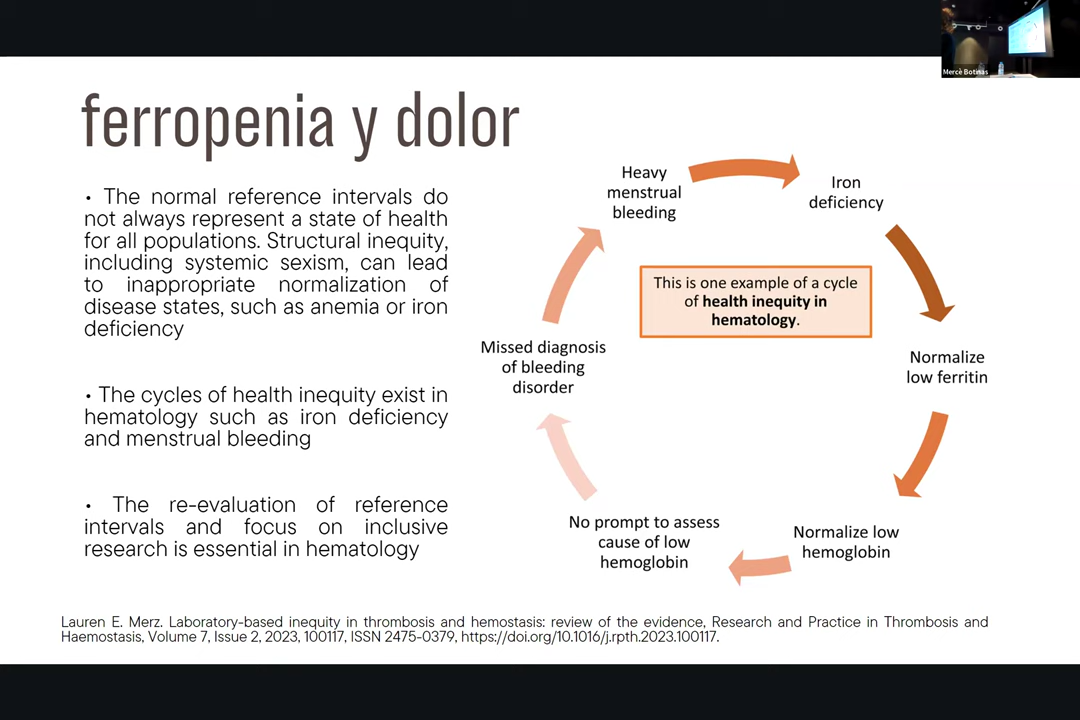 Mercè Botinas
ferropenia y dolor
• The normal reference intervals do
not always represent a state of health
for all populations. Structural inequity,
including systemic sexism, can lead
to inappropriate normalization of
disease states, such as anemia or iron
deficiency
• The cycles of health inequity exist in
hematology such as iron deficiency
and menstrual bleeding
• The re-evaluation of reference
intervals and focus on inclusive
research is essential in hematology
Heavy
menstrual
bleeding
Iron
deficiency
This is one example of a cycle
of health inequity in
hematology.
Normalize
low ferritin
Normalize low
hemoglobin
No prompt to assess
cause of low
hemoglobin
Missed diagnosis
of bleeding
disorder
Lauren E. Merz. Laboratory-based inequity in thrombosis and hemostasis: review of the evidence, Research and Practice in Thrombosis and
Haemostasis, Volume 7, Issue 2, 2023, 100117, ISSN 2475-0379, https://doi.org/10.1016/j.rpth.2023.100117.